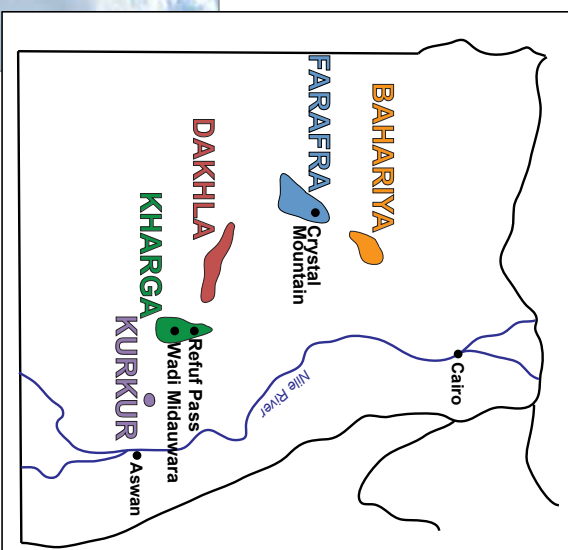 BAHARIYA
FARAFRA
Crystal
Mountain
DAKHLA
KHARGA
Refuf Pass
Wadi Midauwara
KURKUR
Nile River
Cairo
Aswan